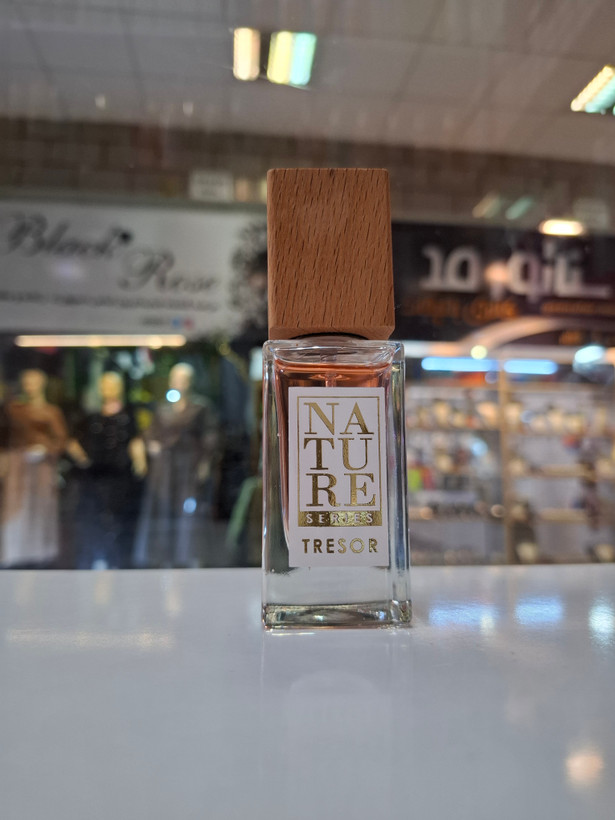 Black Rose
NA
TU
RE
SERIES
TRESOR